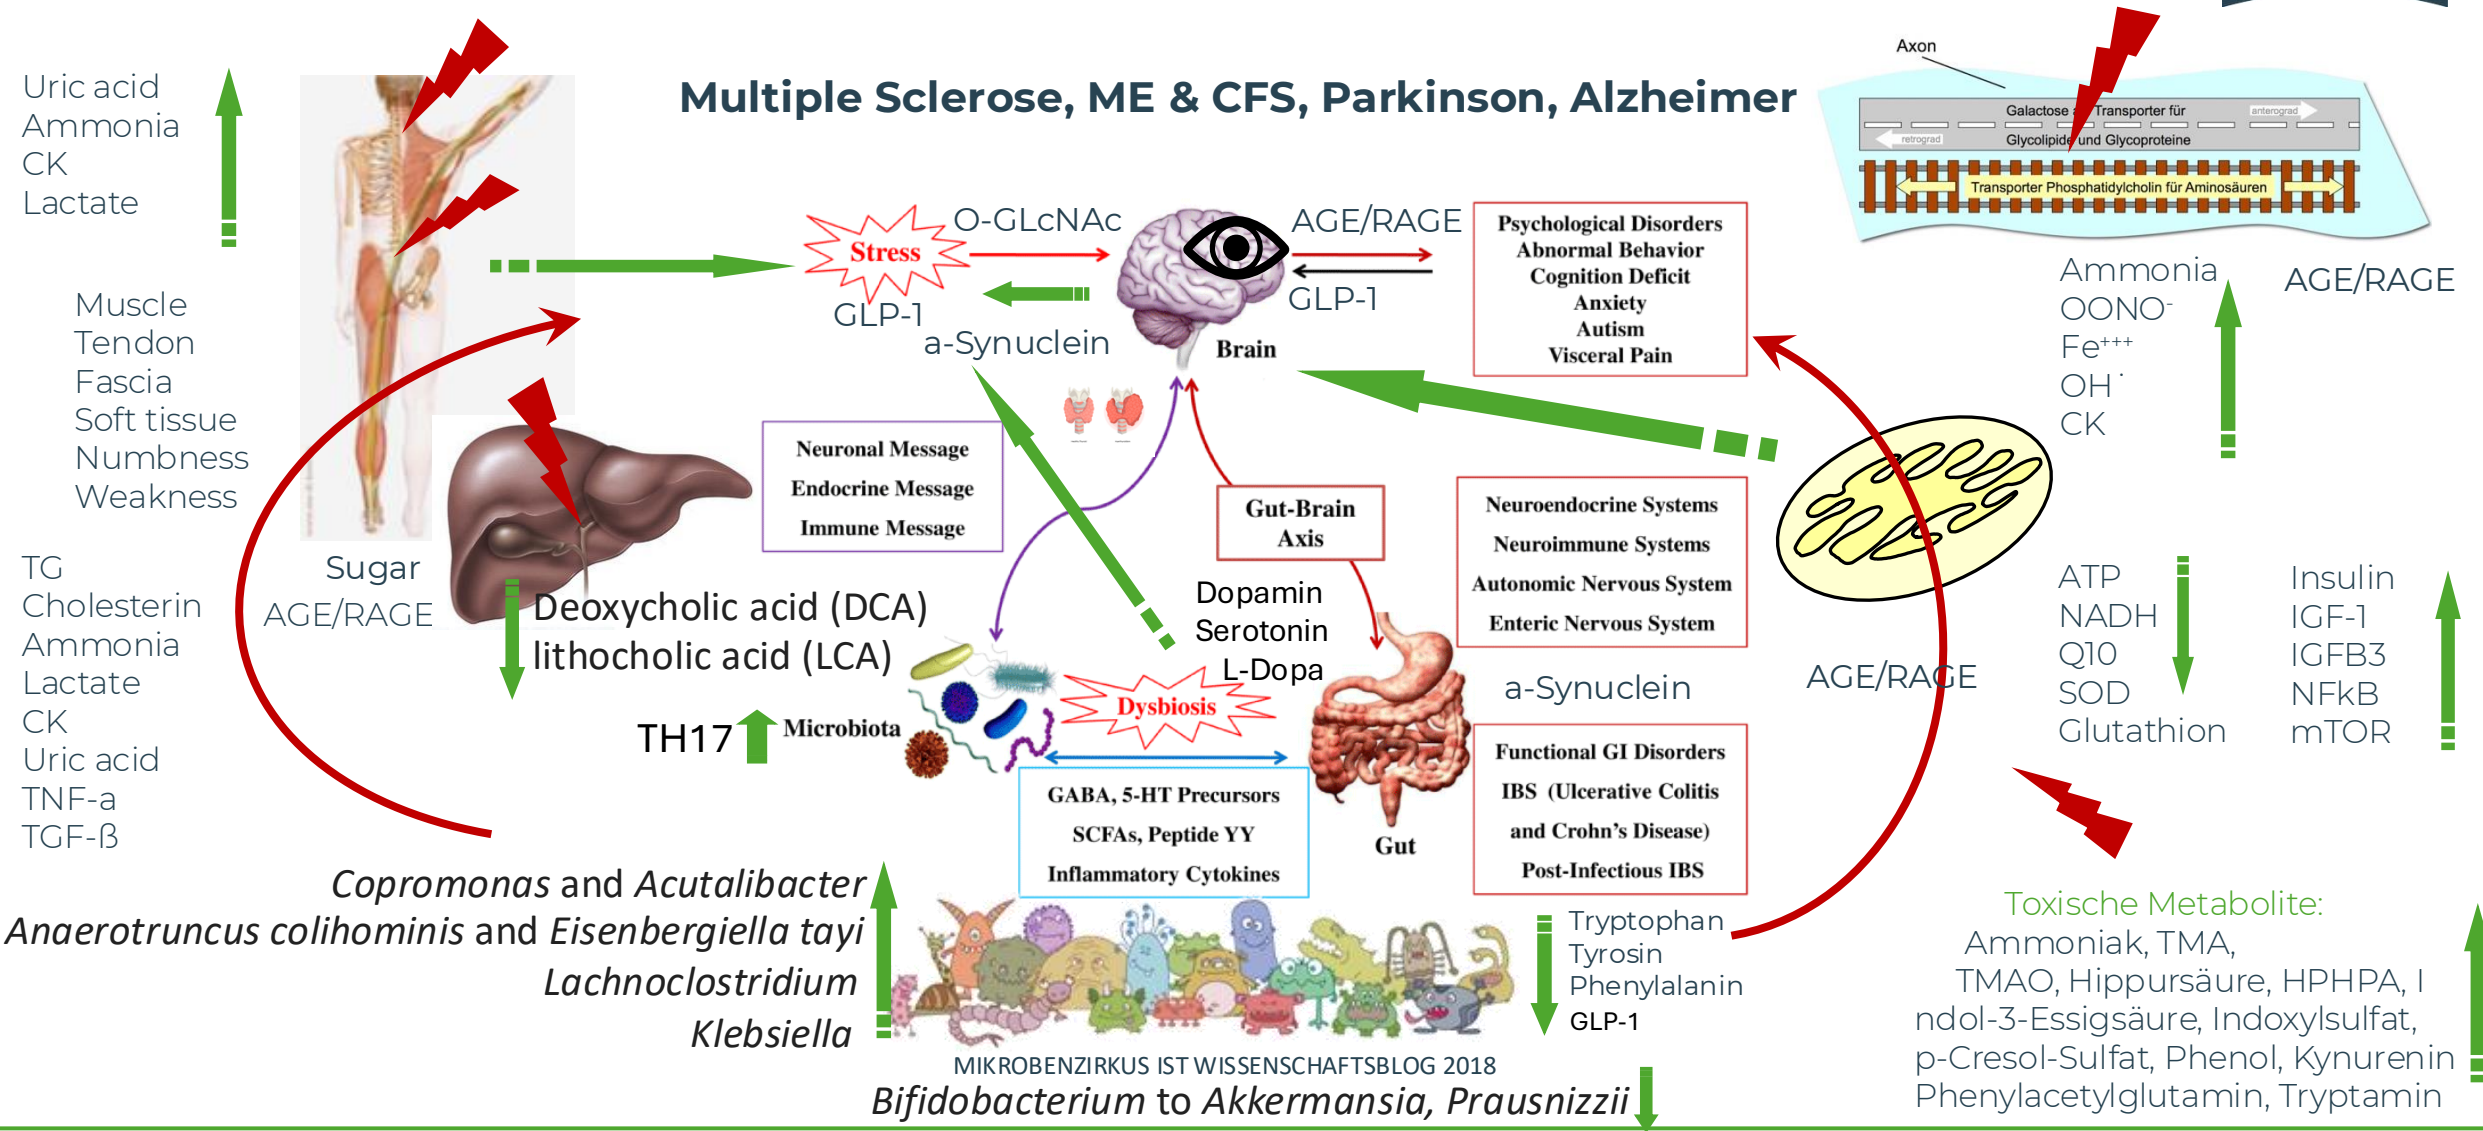 Multiple Sclerose, ME & CFS, Parkinson, Alzheimer
Uric acid
Ammonia
CK
Lactate
Muscle
Tendon
Fascia
Soft tissue
Numbness
Weakness
TG
Cholesterin
Ammonia
Lactate
CK
Uric acid
TNF-a
TGF-ß
Sugar
AGE/RAGE
Deoxycholic acid (DCA)
lithocholic acid (LCA)
TH17
Microbiota
Stress
GLP-1
O-GLcNAc
a-Synuclein
Brain
AGE/RAGE
GLP-1
Psychological Disorders
Abnormal Behavior
Cognition Deficit
Anxiety
Autism
Visceral Pain
Neuronal Message
Endocrine Message
Immune Message
Gut-Brain
Axis
Neuroendocrine Systems
Neuroimmune Systems
Autonomic Nervous System
Enteric Nervous System
Dopamin
Serotonin
L-Dopa
Dysbiosis
a-Synuclein
GABA, 5-HT Precursors
SCFAs, Peptide YY
Inflammatory Cytokines
Gut
Functional GI Disorders
IBS (Ulcerative Colitis
and Crohn's Disease)
Post-Infectious IBS
Axon
Galactose a Transporter für
anterograd
retrograd
Glycolipide und Glycoproteine
Transporter Phosphatidylcholin für Aminosäuren
Ammonia
OONO⁻
Fe⁺⁺⁺
OH˙
CK
AGE/RAGE
AGE/RAGE
ATP
NADH
Q10
SOD
Glutathion
Insulin
IGF-1
IGFB3
NFkB
mTOR
Copromonas and Acutalibacter
Anaerotruncus colihominis and Eisenbergiella tayi
Lachnoclostridium
Klebsiella
Tryptophan
Tyrosin
Phenylalanin
GLP-1
MIKROBENZIRKUS IST WISSENSCHAFTSBLOG 2018
Bifidobacterium to Akkermansia, Prausnizzii
Toxische Metabolite:
Ammoniak, TMA,
TMAO, Hippursäure, HPHPA, I
ndol-3-Essigsäure, Indoxylsulfat,
p-Cresol-Sulfat, Phenol, Kynurenin
Phenylacetylglutamin, Tryptamin